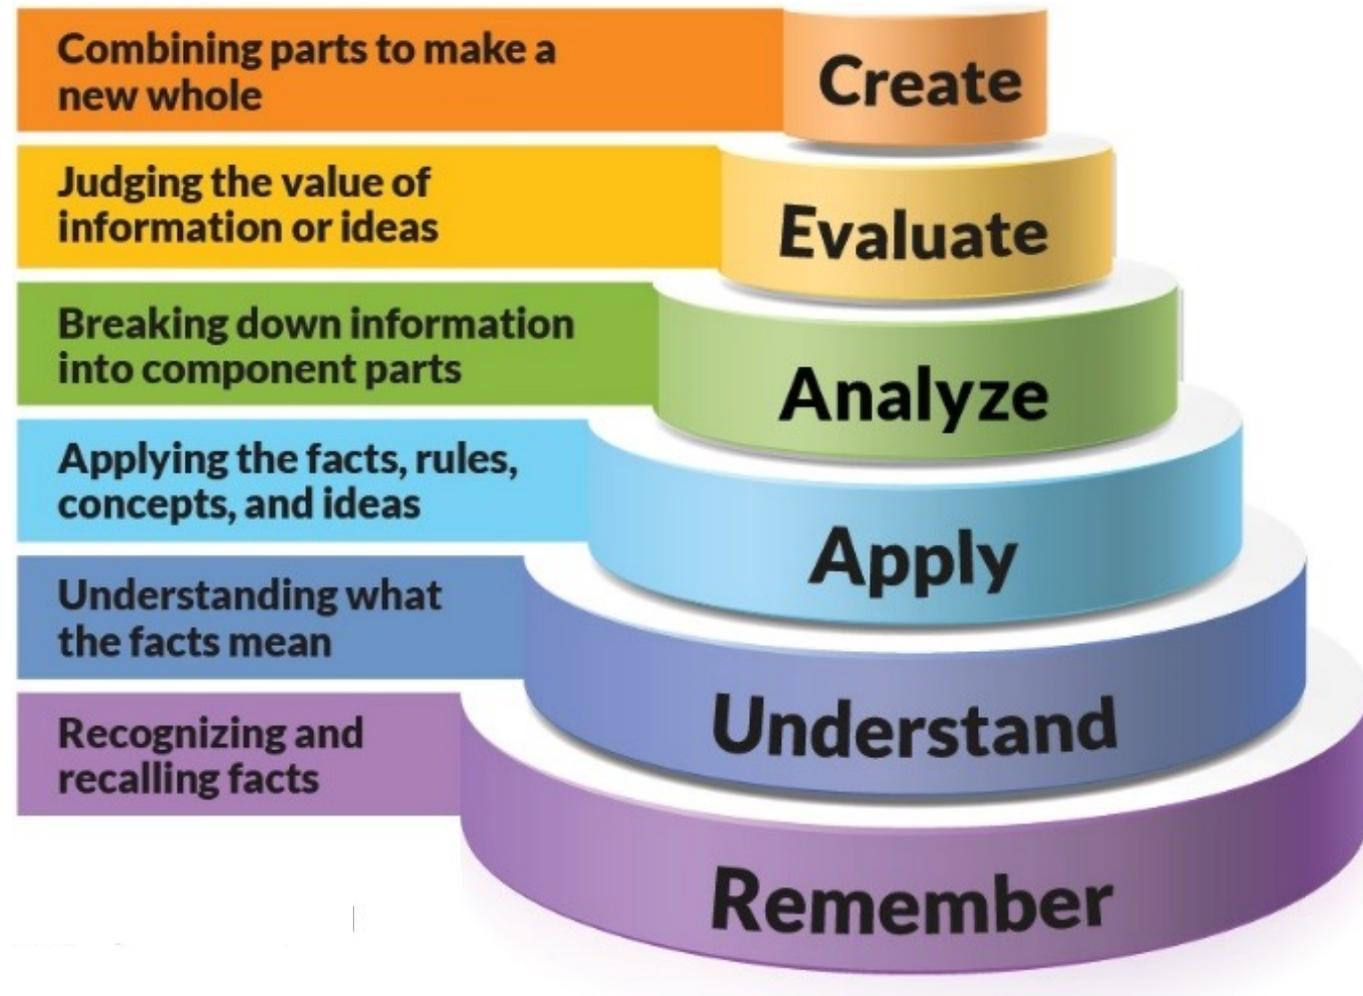 Combining parts to make a
new whole
Create
Judging the value of
information or ideas
Evaluate
Breaking down information
into component parts
Analyze
Applying the facts, rules,
concepts, and ideas
Apply
Understanding what
the facts mean
Understand
Recognizing and
recalling facts
Remember